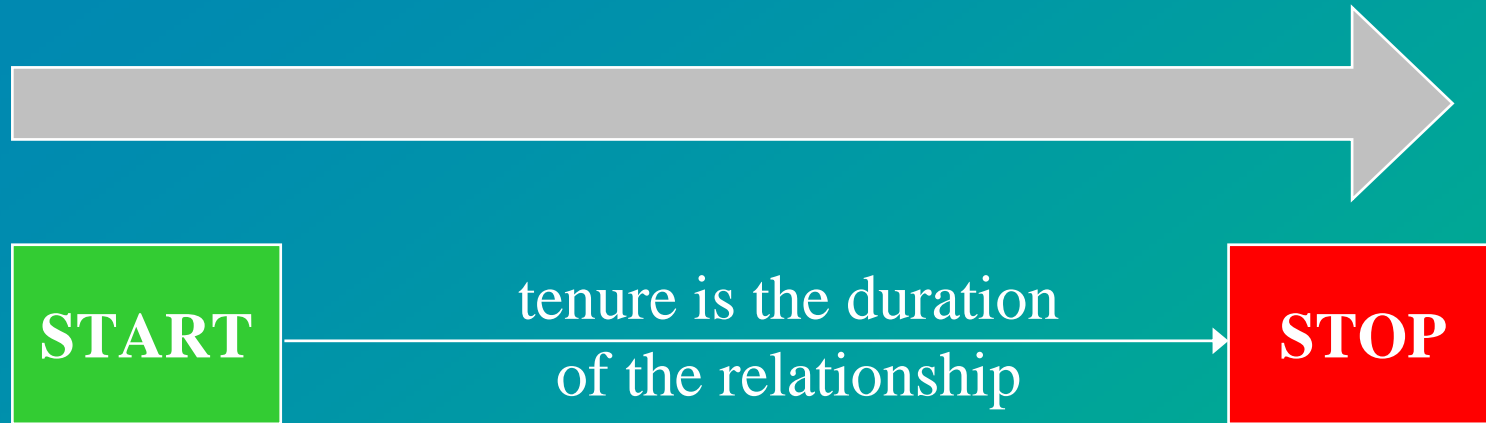 START
tenure is the duration
of the relationship
STOP